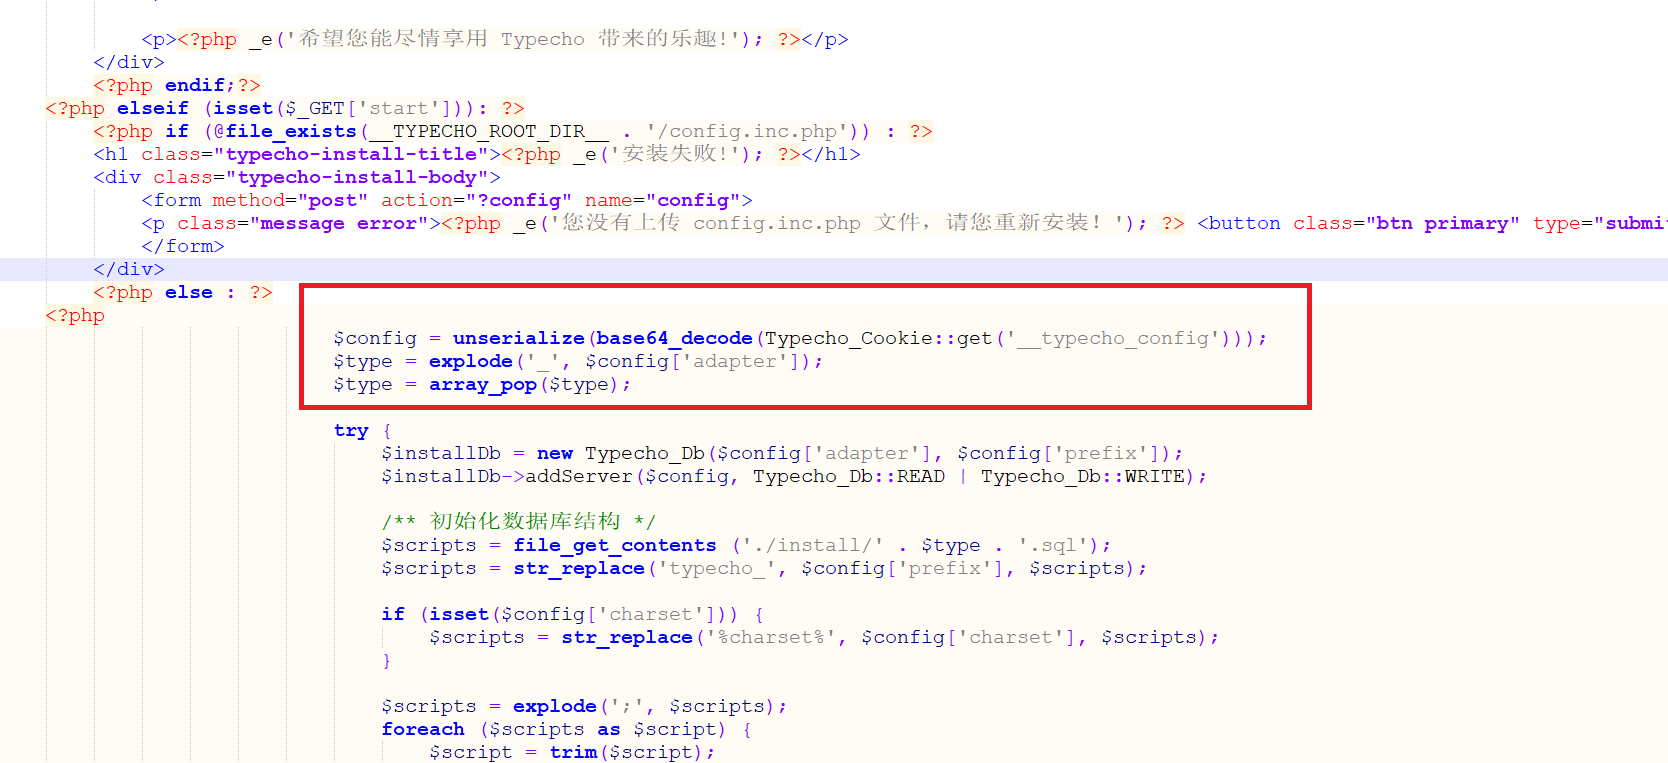 <p><?php _e('希望您能尽情享用 Typecho 带来的乐趣!'); ?></p>
</div>
<?php endif;?>
<?php elseif (isset($_GET['start'])): ?>
<?php if (@file_exists(__TYPECHO_ROOT_DIR__ . '/config.inc.php')) : ?>
<h1 class="typecho-install-title"><?php _e('安装失败!'); ?></h1>
<div class="typecho-install-body">
<form method="post" action="?config" name="config">
<p class="message error"><?php _e('您没有上传 config.inc.php 文件，请您重新安装！'); ?> <button class="btn primary" type="submi
</form>
</div>
<?php else : ?>
<?php
$config = unserialize(base64_decode(Typecho_Cookie::get('__typecho_config')));
$type = explode('_', $config['adapter']);
$type = array_pop($type);
try {
$installDb = new Typecho_Db($config['adapter'], $config['prefix']);
$installDb->addServer($config, Typecho_Db::READ | Typecho_Db::WRITE);
/** 初始化数据库结构 */
$scripts = file_get_contents ('./install/' . $type . '.sql');
$scripts = str_replace('typecho_', $config['prefix'], $scripts);
if (isset($config['charset'])) {
$scripts = str_replace('%charset%', $config['charset'], $scripts);
}
$scripts = explode(';', $scripts);
foreach ($scripts as $script) {
$script = trim($script);